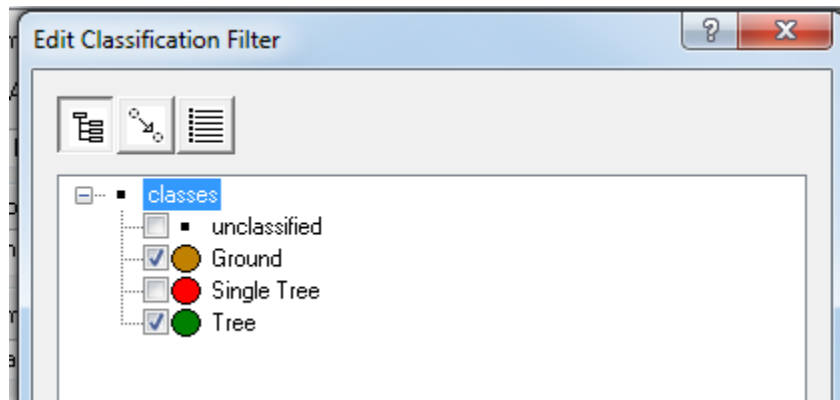 Edit Classification Filter
?
classes
unclassified
Ground
Single Tree
Tree